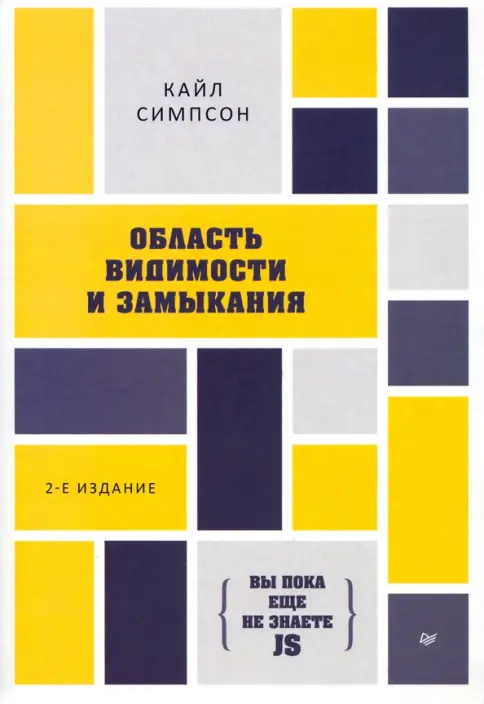 КАЙЛ
СИМПСОН
ОБЛАСТЬ
ВИДИМОСТИ
И ЗАМЫКАНИЯ
2-Е ИЗДАНИЕ
{ ВЫ ПОКА
ЕЩЕ
НЕ ЗНАЕТЕ
JS }